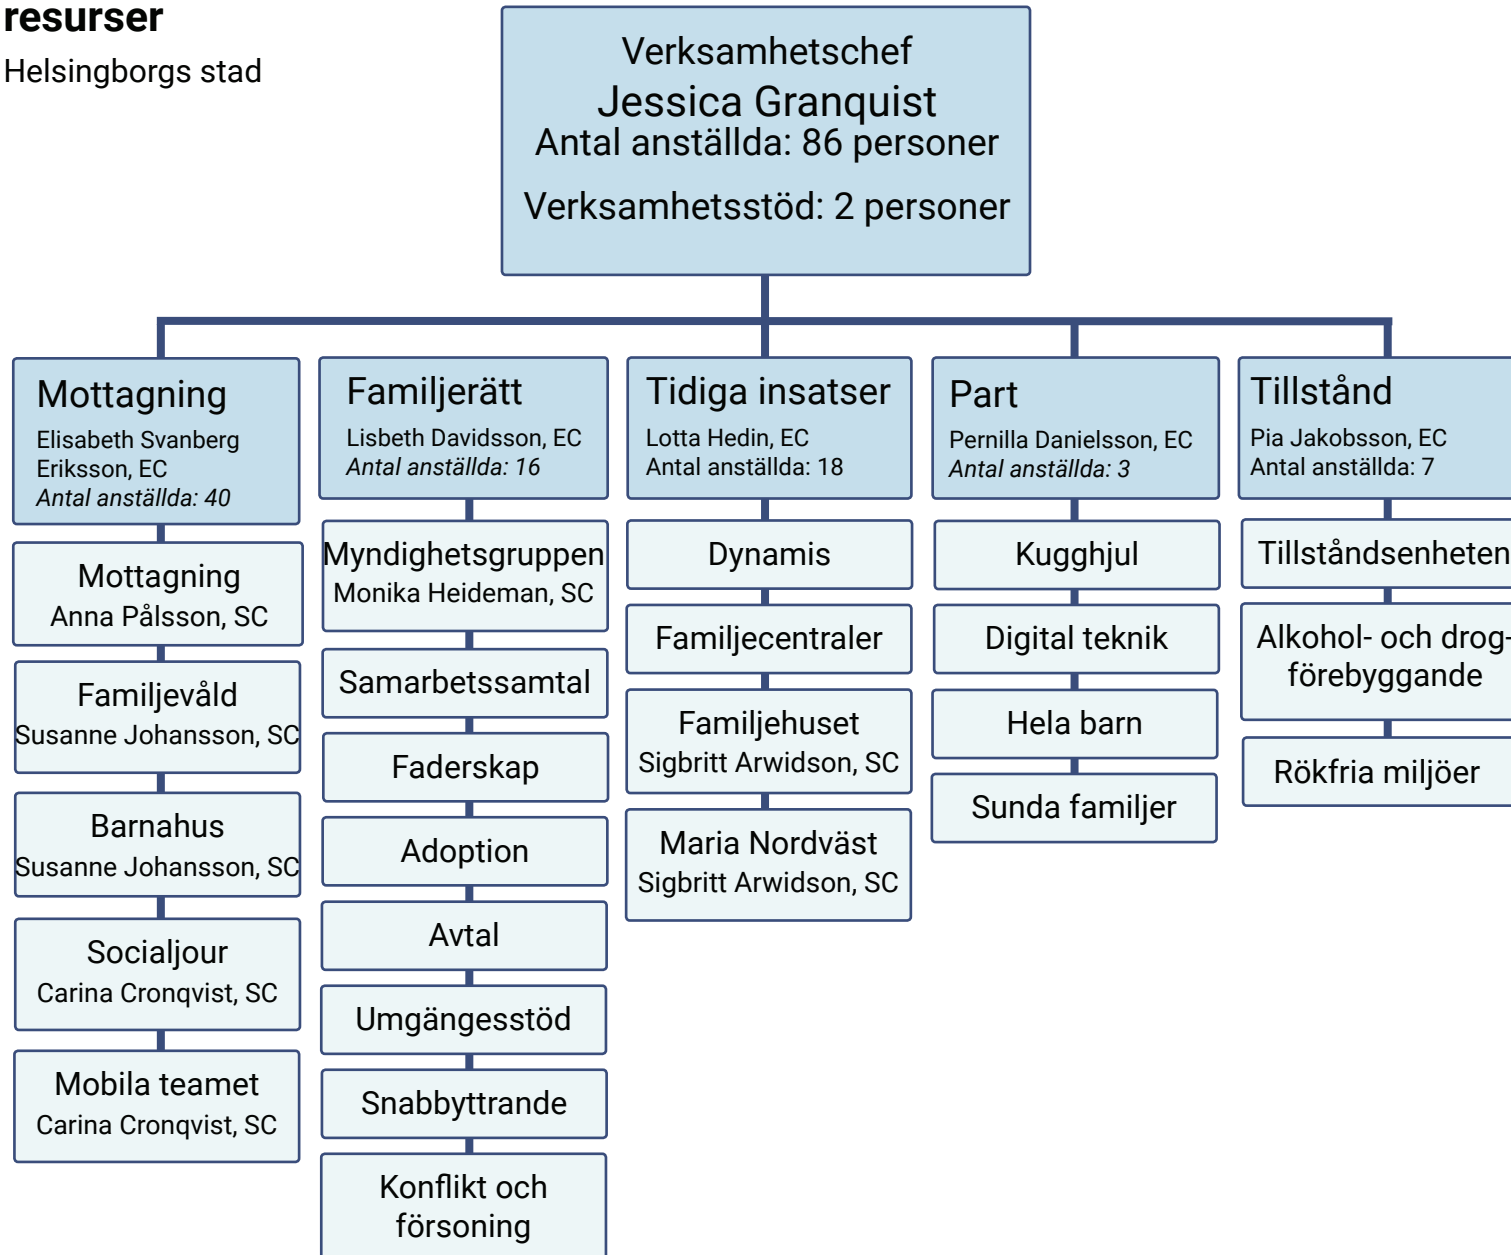 resurser
Helsingborgs stad
Verksamhetschef
Jessica Granquist
Antal anställda: 86 personer
Verksamhetsstöd: 2 personer
Mottagning
Elisabeth Svanberg
Eriksson, EC
Antal anställda: 40
Mottagning
Anna Pålsson, SC
Familjevåld
Susanne Johansson, SC
Barnahus
Susanne Johansson, SC
Socialjour
Carina Cronqvist, SC
Mobila teamet
Carina Cronqvist, SC
Familjerätt
Lisbeth Davidsson, EC
Antal anställda: 16
Myndighetsgruppen
Monika Heideman, SC
Samarbetssamtal
Faderskap
Adoption
Avtal
Umgängesstöd
Snabbyttrande
Konflikt och
försoning
Tidiga insatser
Lotta Hedin, EC
Antal anställda: 18
Dynamis
Familjecentraler
Familjehuset
Sigbritt Arwidson, SC
Maria Nordväst
Sigbritt Arwidson, SC
Part
Pernilla Danielsson, EC
Antal anställda: 3
Kugghjul
Digital teknik
Hela barn
Sunda familjer
Tillstånd
Pia Jakobsson, EC
Antal anställda: 7
Tillståndsenheten
Alkohol- och drog-
förebyggande
Rökfria miljöer